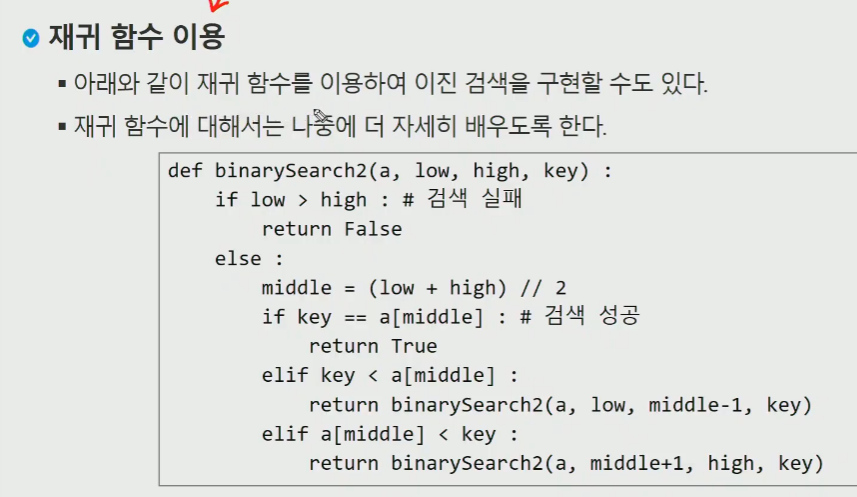 재귀 함수 이용
아래와 같이 재귀 함수를 이용하여 이진 검색을 구현할 수도 있다.
재귀 함수에 대해서는 나중에 더 자세히 배우도록 한다.
def binarySearch2(a, low, high, key) :
    if low > high : # 검색 실패
        return False
    else :
        middle = (low + high) // 2
        if key == a[middle] : # 검색 성공
            return True
        elif key < a[middle] :
            return binarySearch2(a, low, middle-1, key)
        elif a[middle] < key :
            return binarySearch2(a, middle+1, high, key)